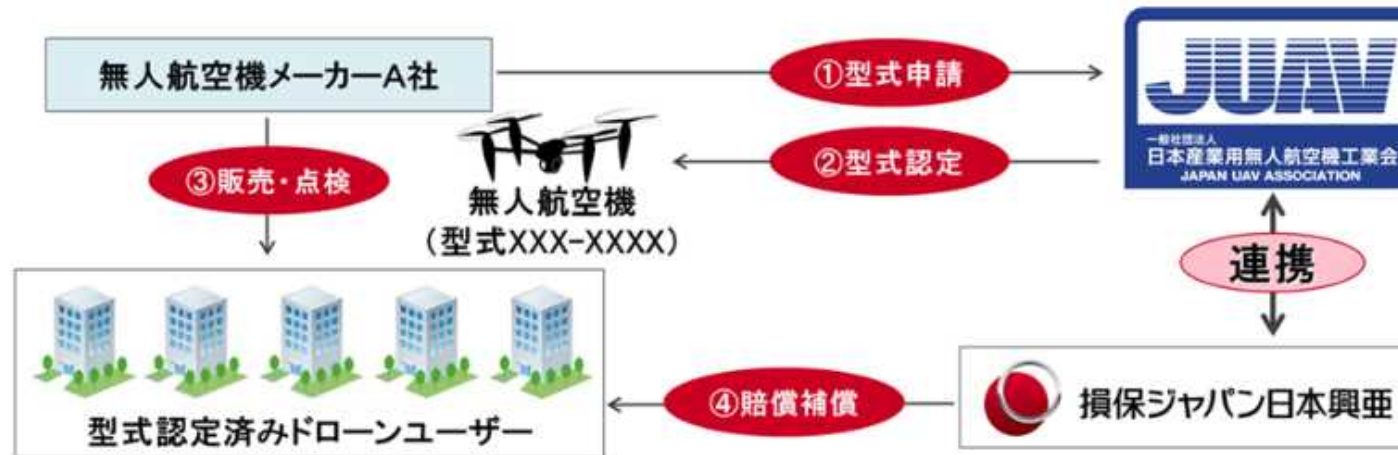 無人航空機メーカーA社
①型式申請
JUAV
一般社団法人
日本産業用無人航空機工業会
JAPAN UAV ASSOCIATION
②型式認定
③販売・点検
無人航空機
(型式XXX-XXXX)
連携
型式認定済みドローンユーザー
④賠償補償
損保ジャパン日本興亜